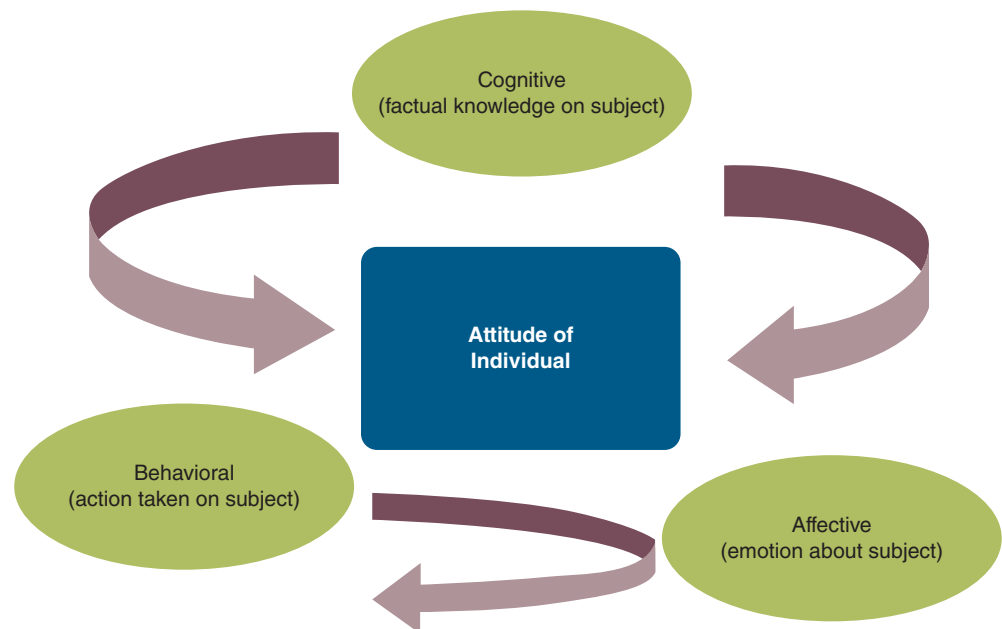 Cognitive
(factual knowledge on subject)
Attitude of
Individual
Behavioral
(action taken on subject)
Affective
(emotion about subject)